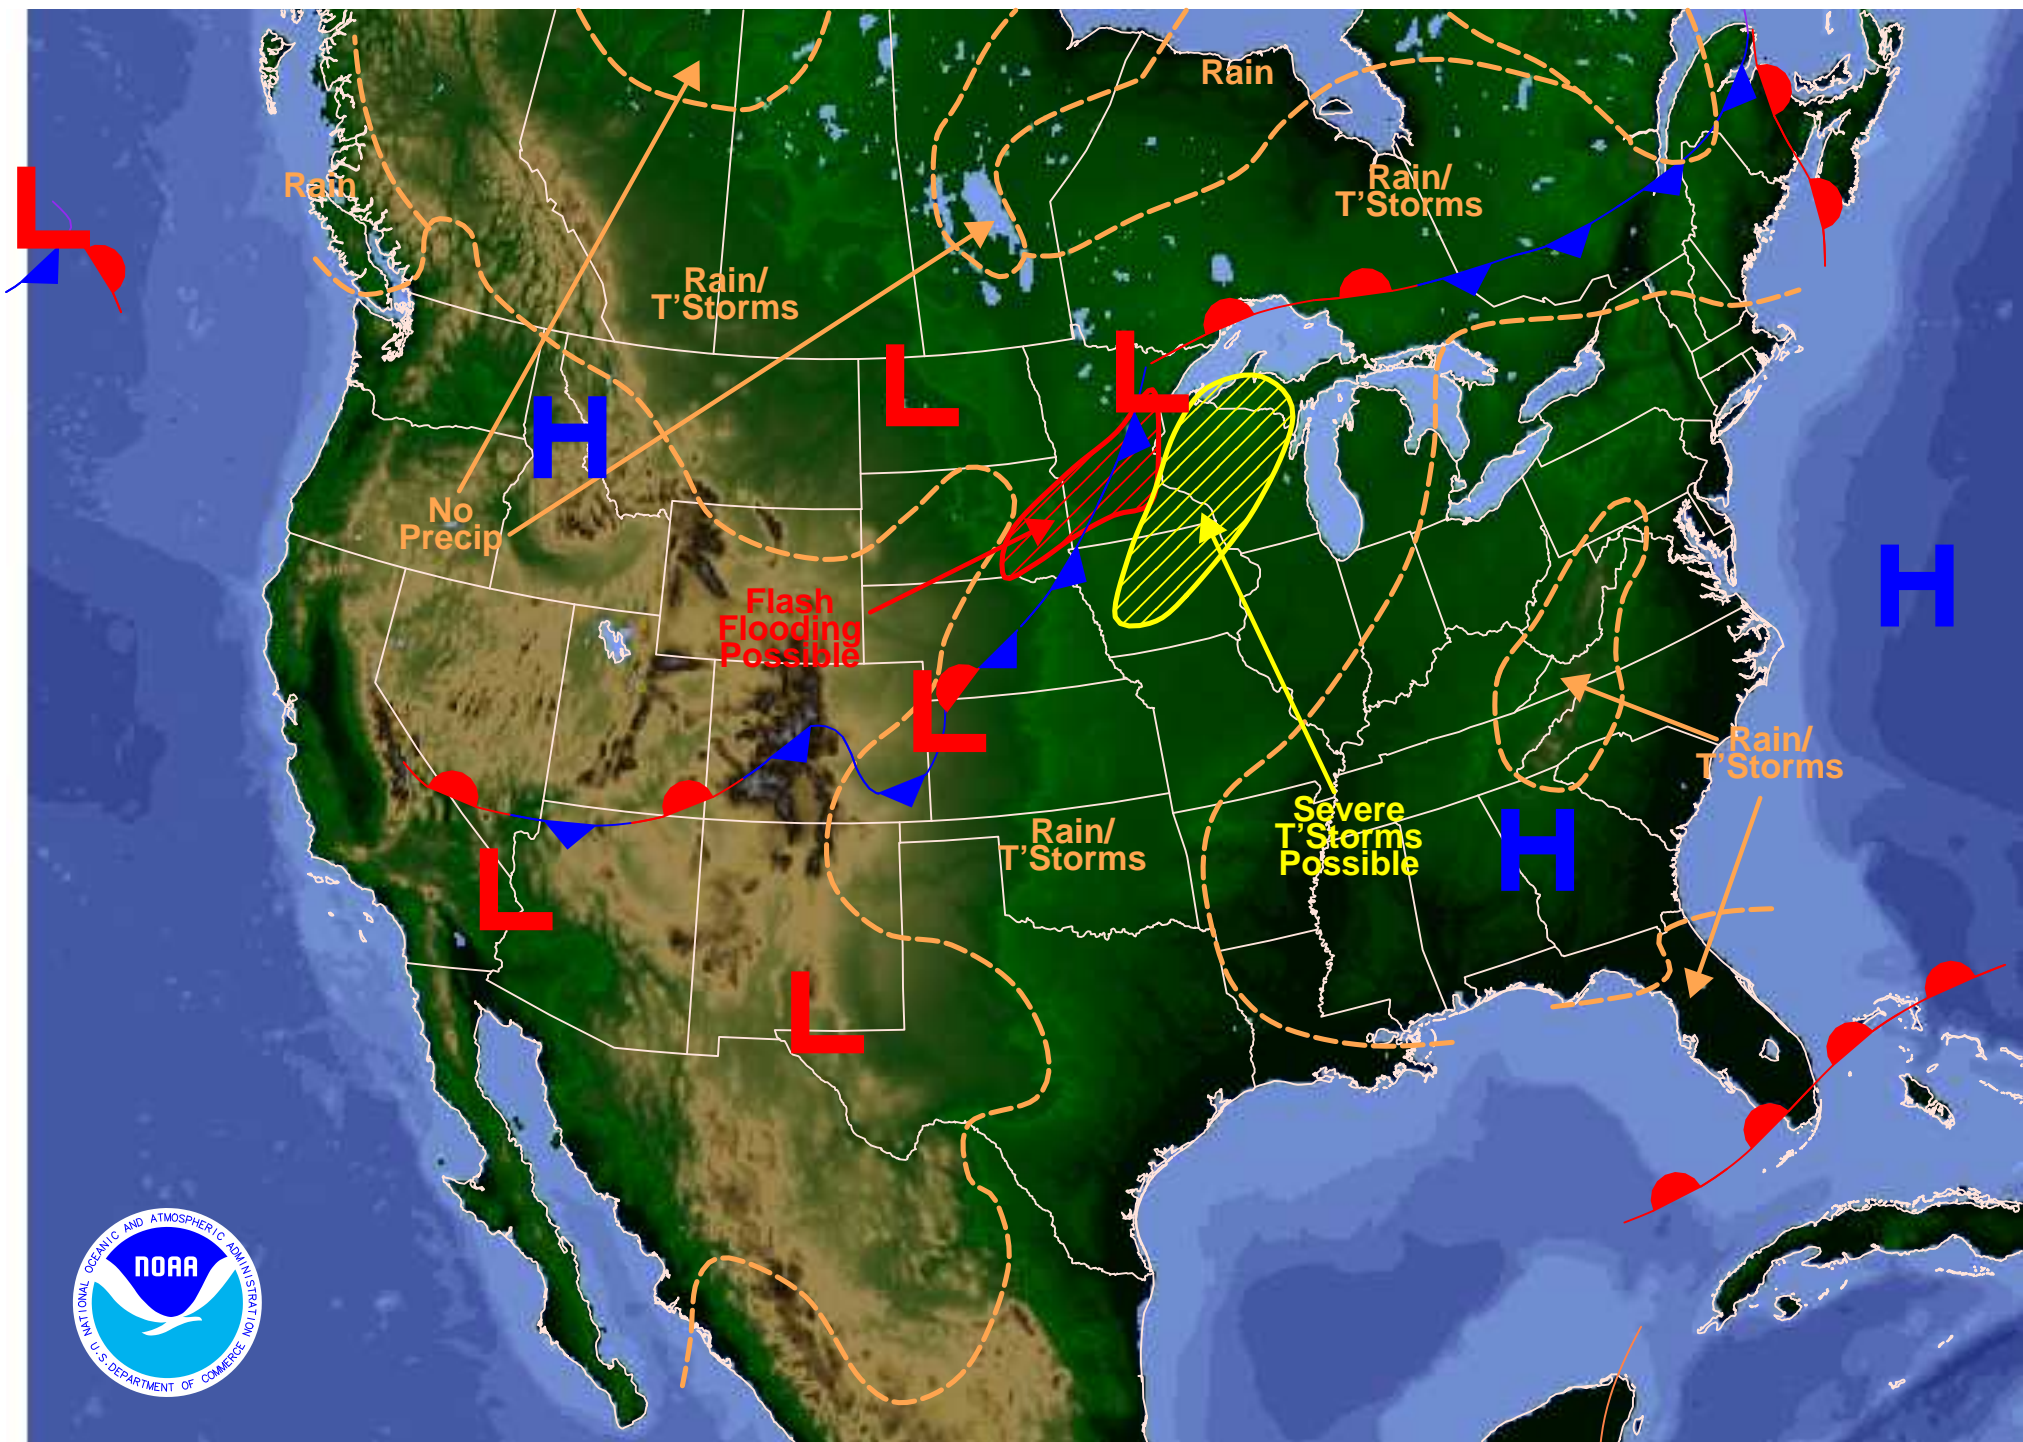 Rain
Rain
Rain/
T'Storms
Rain/
T'Storms
L
L
L
H
No
Precip
H
Flash
Flooding
Possible
L
Rain/
T'Storms
Severe
T'Storms
Possible
Rain/
T'Storms
H
L
L
NATIONAL OCEANIC AND ATMOSPHERIC ADMINISTRATION
NOAA
U.S. DEPARTMENT OF COMMERCE